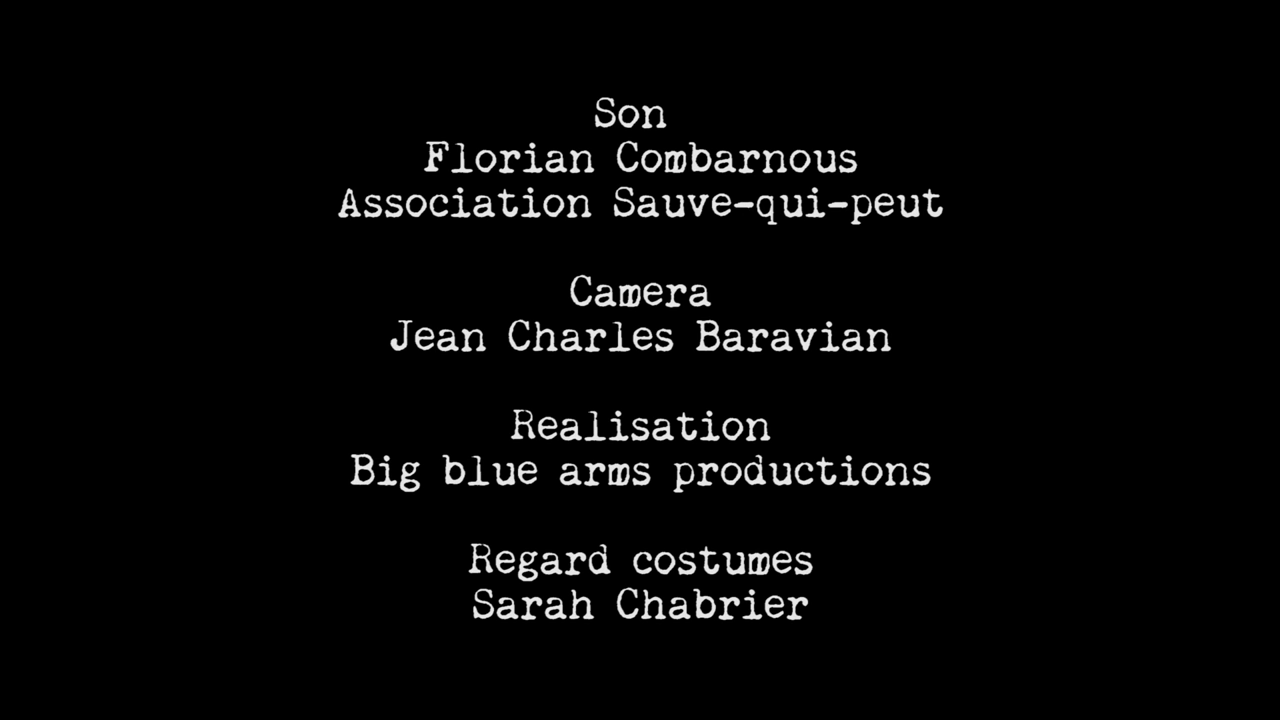 Son
Florian Combarnous
Association Sauve-qui-peut
Camera
Jean Charles Baravian
Realisation
Big blue arms productions
Regard costumes
Sarah Chabrier